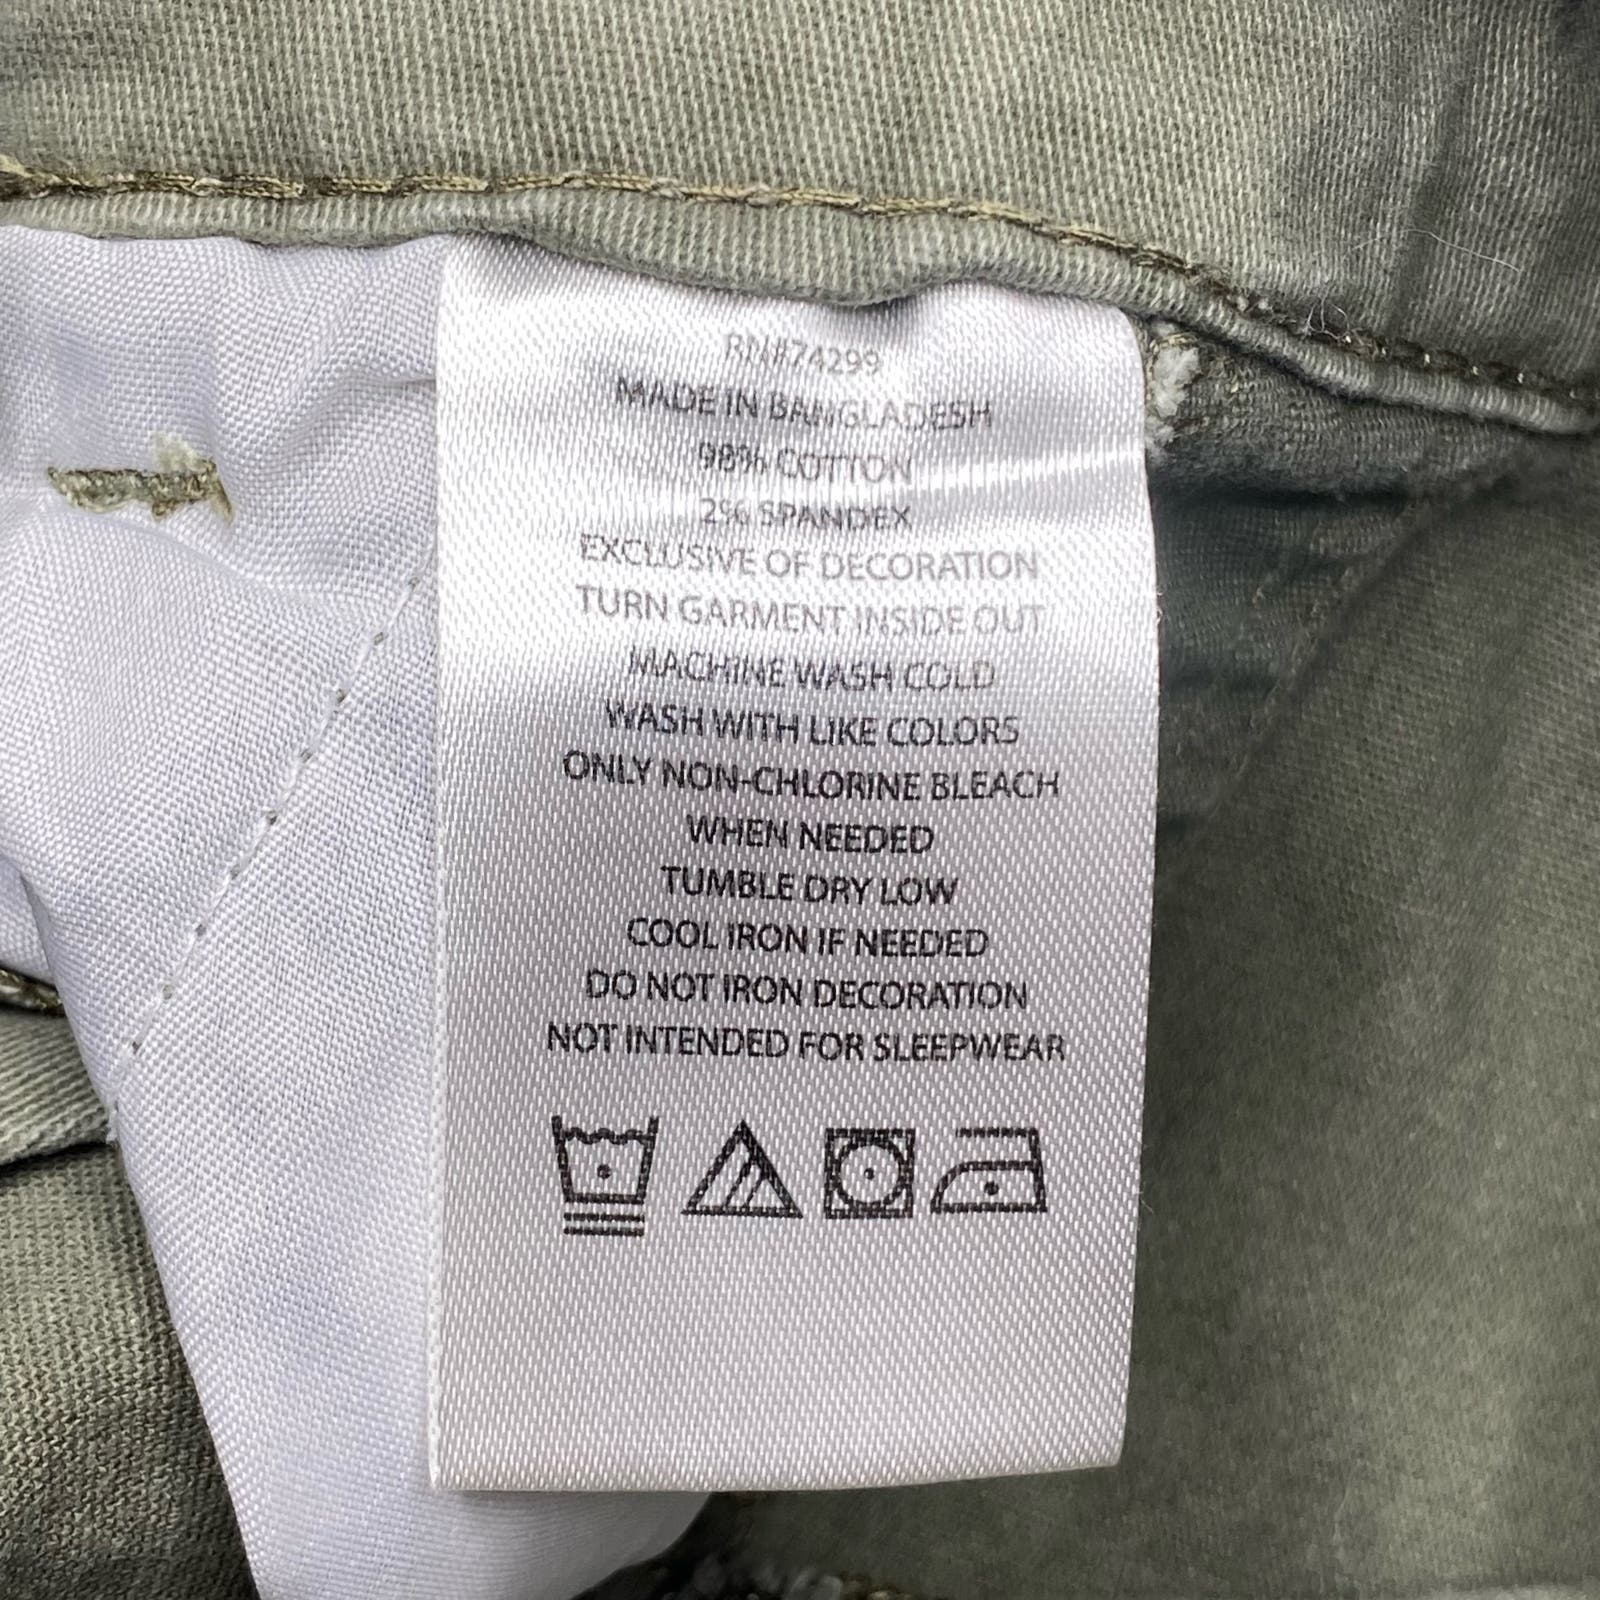 RN#74299
MADE IN BANGLADESH
98% COTTON
2% SPANDEX
EXCLUSIVE OF DECORATION
TURN GARMENT INSIDE OUT
MACHINE WASH COLD
WASH WITH LIKE COLORS
ONLY NON-CHLORINE BLEACH
WHEN NEEDED
TUMBLE DRY LOW
COOL IRON IF NEEDED
DO NOT IRON DECORATION
NOT INTENDED FOR SLEEPWEAR